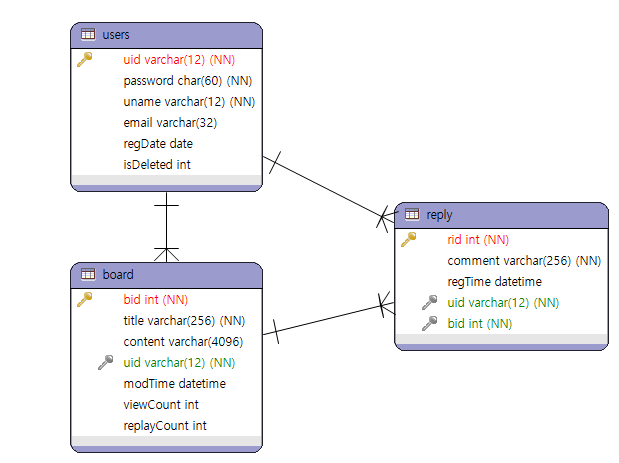 users
uid varchar(12) (NN)
password char(60) (NN)
uname varchar(12) (NN)
email varchar(32)
regDate date
isDeleted int
reply
rid int (NN)
comment varchar(256) (NN)
regTime datetime
uid varchar(12) (NN)
bid int (NN)
board
bid int (NN)
title varchar(256) (NN)
content varchar(4096)
uid varchar(12) (NN)
modTime datetime
viewCount int
replayCount int